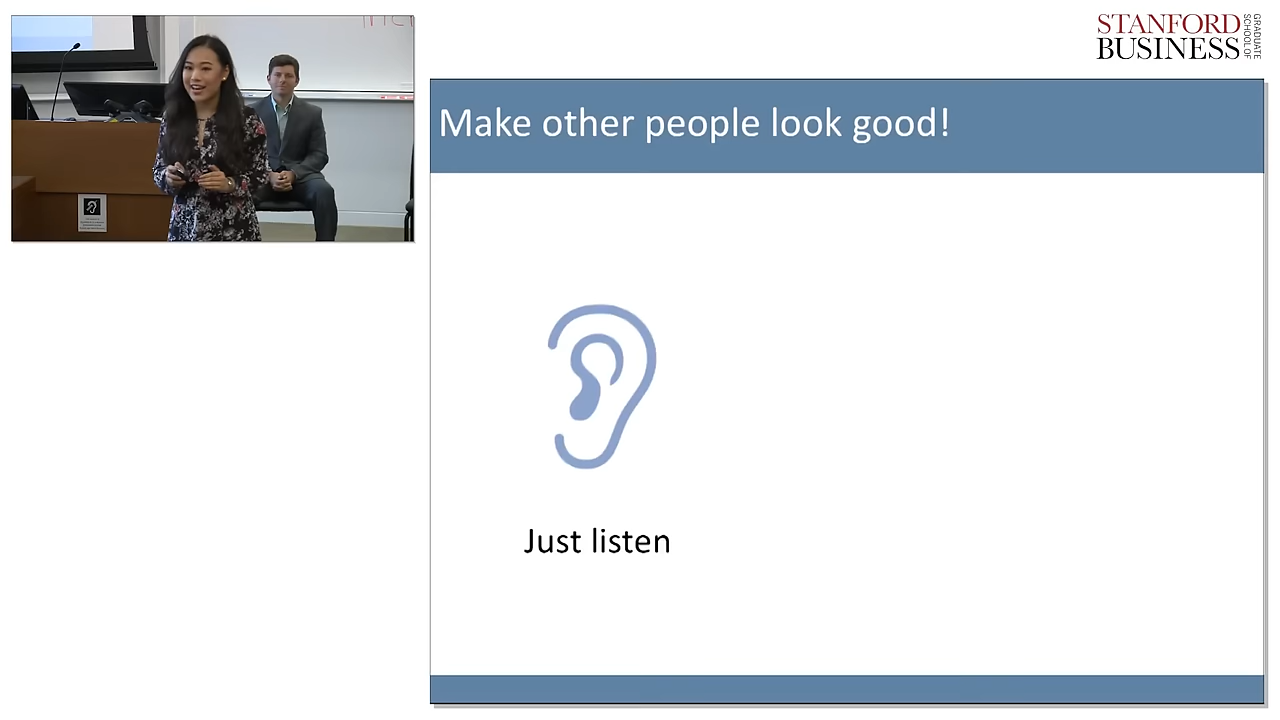 STANFORD
BUSINESS
GRADUATE
SCHOOL OF
Make other people look good!
Just listen